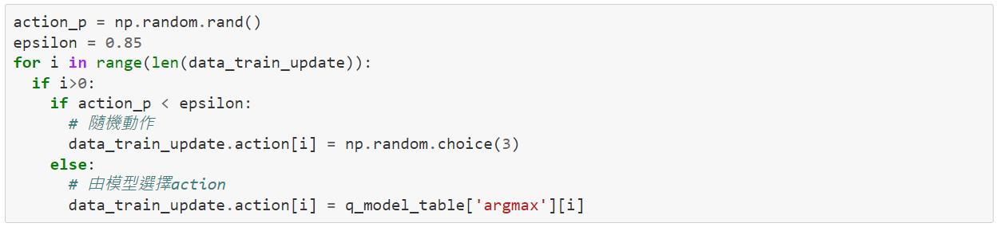 action_p = np.random.rand()
epsilon = 0.85
for i in range(len(data_train_update)):
  if i>0:
    if action_p < epsilon:
      # 隨機動作
      data_train_update.action[i] = np.random.choice(3)
    else:
      # 由模型選擇action
      data_train_update.action[i] = q_model_table['argmax'][i]